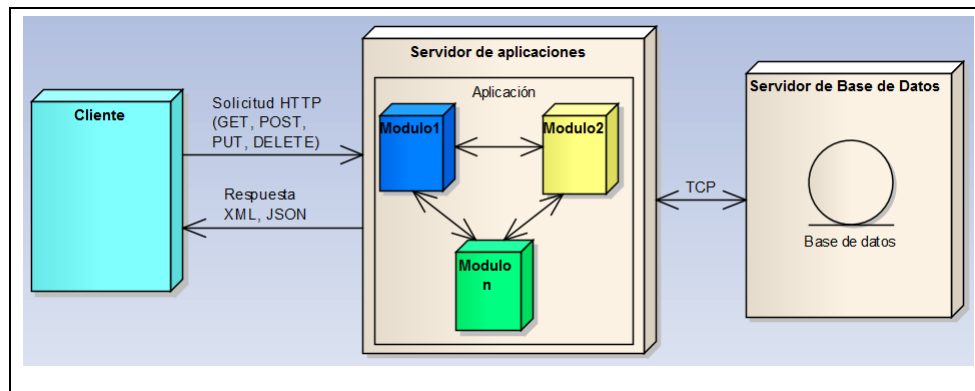 Cliente
Solicitud HTTP
(GET, POST,
PUT, DELETE)
Respuesta
XML, JSON
Servidor de aplicaciones
Aplicación
Modulo1
Modulo2
Modulo
n
TCP
Servidor de Base de Datos
Base de datos